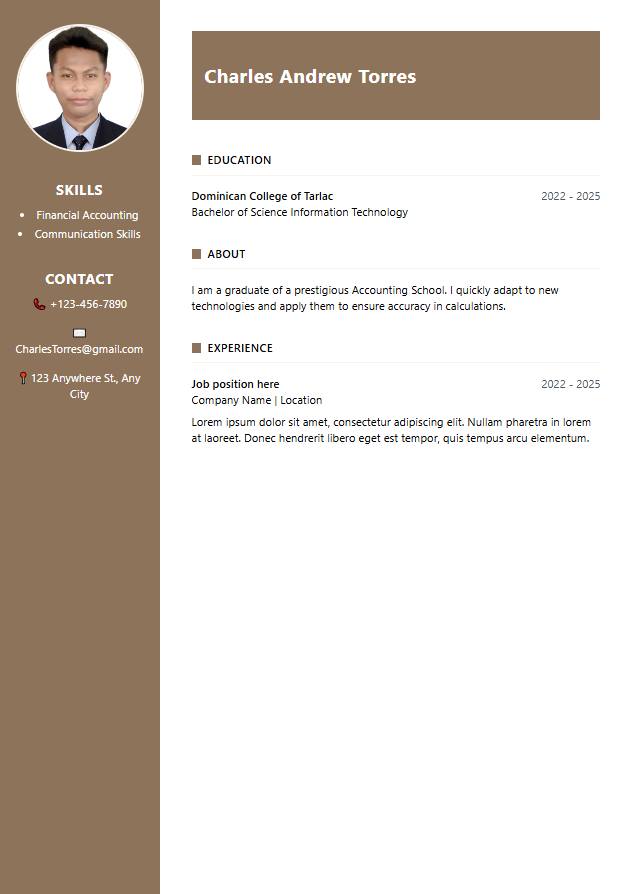 SKILLS
• Financial Accounting
• Communication Skills
CONTACT
📞 +123-456-7890
✉️
CharlesTorres@gmail.com
📍 123 Anywhere St., Any
City
Charles Andrew Torres
EDUCATION
Dominican College of Tarlac 2022 - 2025
Bachelor of Science Information Technology
ABOUT
I am a graduate of a prestigious Accounting School. I quickly adapt to new
technologies and apply them to ensure accuracy in calculations.
EXPERIENCE
Job position here 2022 - 2025
Company Name | Location
Lorem ipsum dolor sit amet, consectetur adipiscing elit. Nullam pharetra in lorem
at laoreet. Donec hendrerit libero eget est tempor, quis tempus arcu elementum.